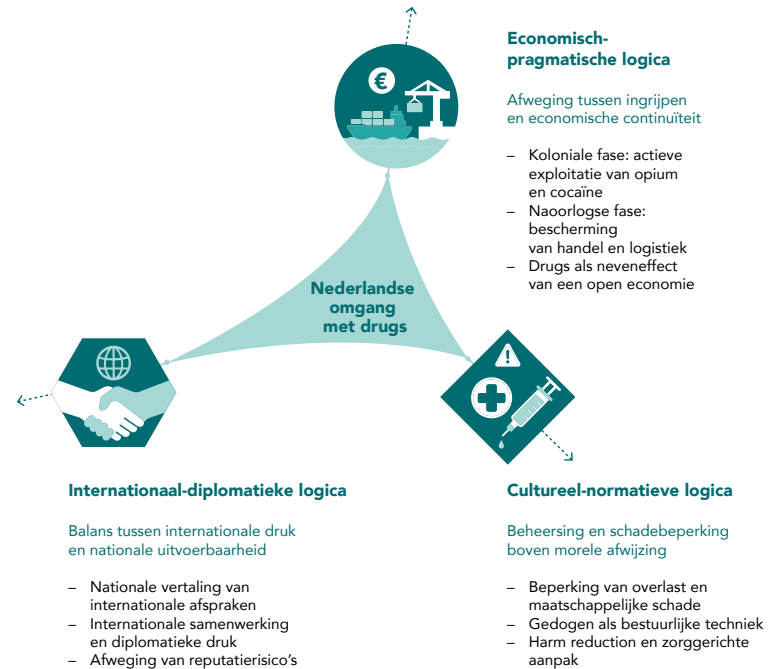 Economisch-
pragmatische logica
Afweging tussen ingrijpen
en economische continuïteit
– Koloniale fase: actieve
exploitatie van opium
en cocaïne
– Naoorlogse fase:
bescherming
van handel en logistiek
– Drugs als neveneffect
van een open economie
€
Nederlandse
omgang
met drugs
Internationaal-diplomatieke logica
Balans tussen internationale druk
en nationale uitvoerbaarheid
– Nationale vertaling van
internationale afspraken
– Internationale samenwerking
en diplomatieke druk
– Afweging van reputatierisico’s
Cultureel-normatieve logica
Beheersing en schadebeperking
boven morele afwijzing
– Beperking van overlast en
maatschappelijke schade
– Gedogen als bestuurlijke techniek
– Harm reduction en zorggerichte
aanpak